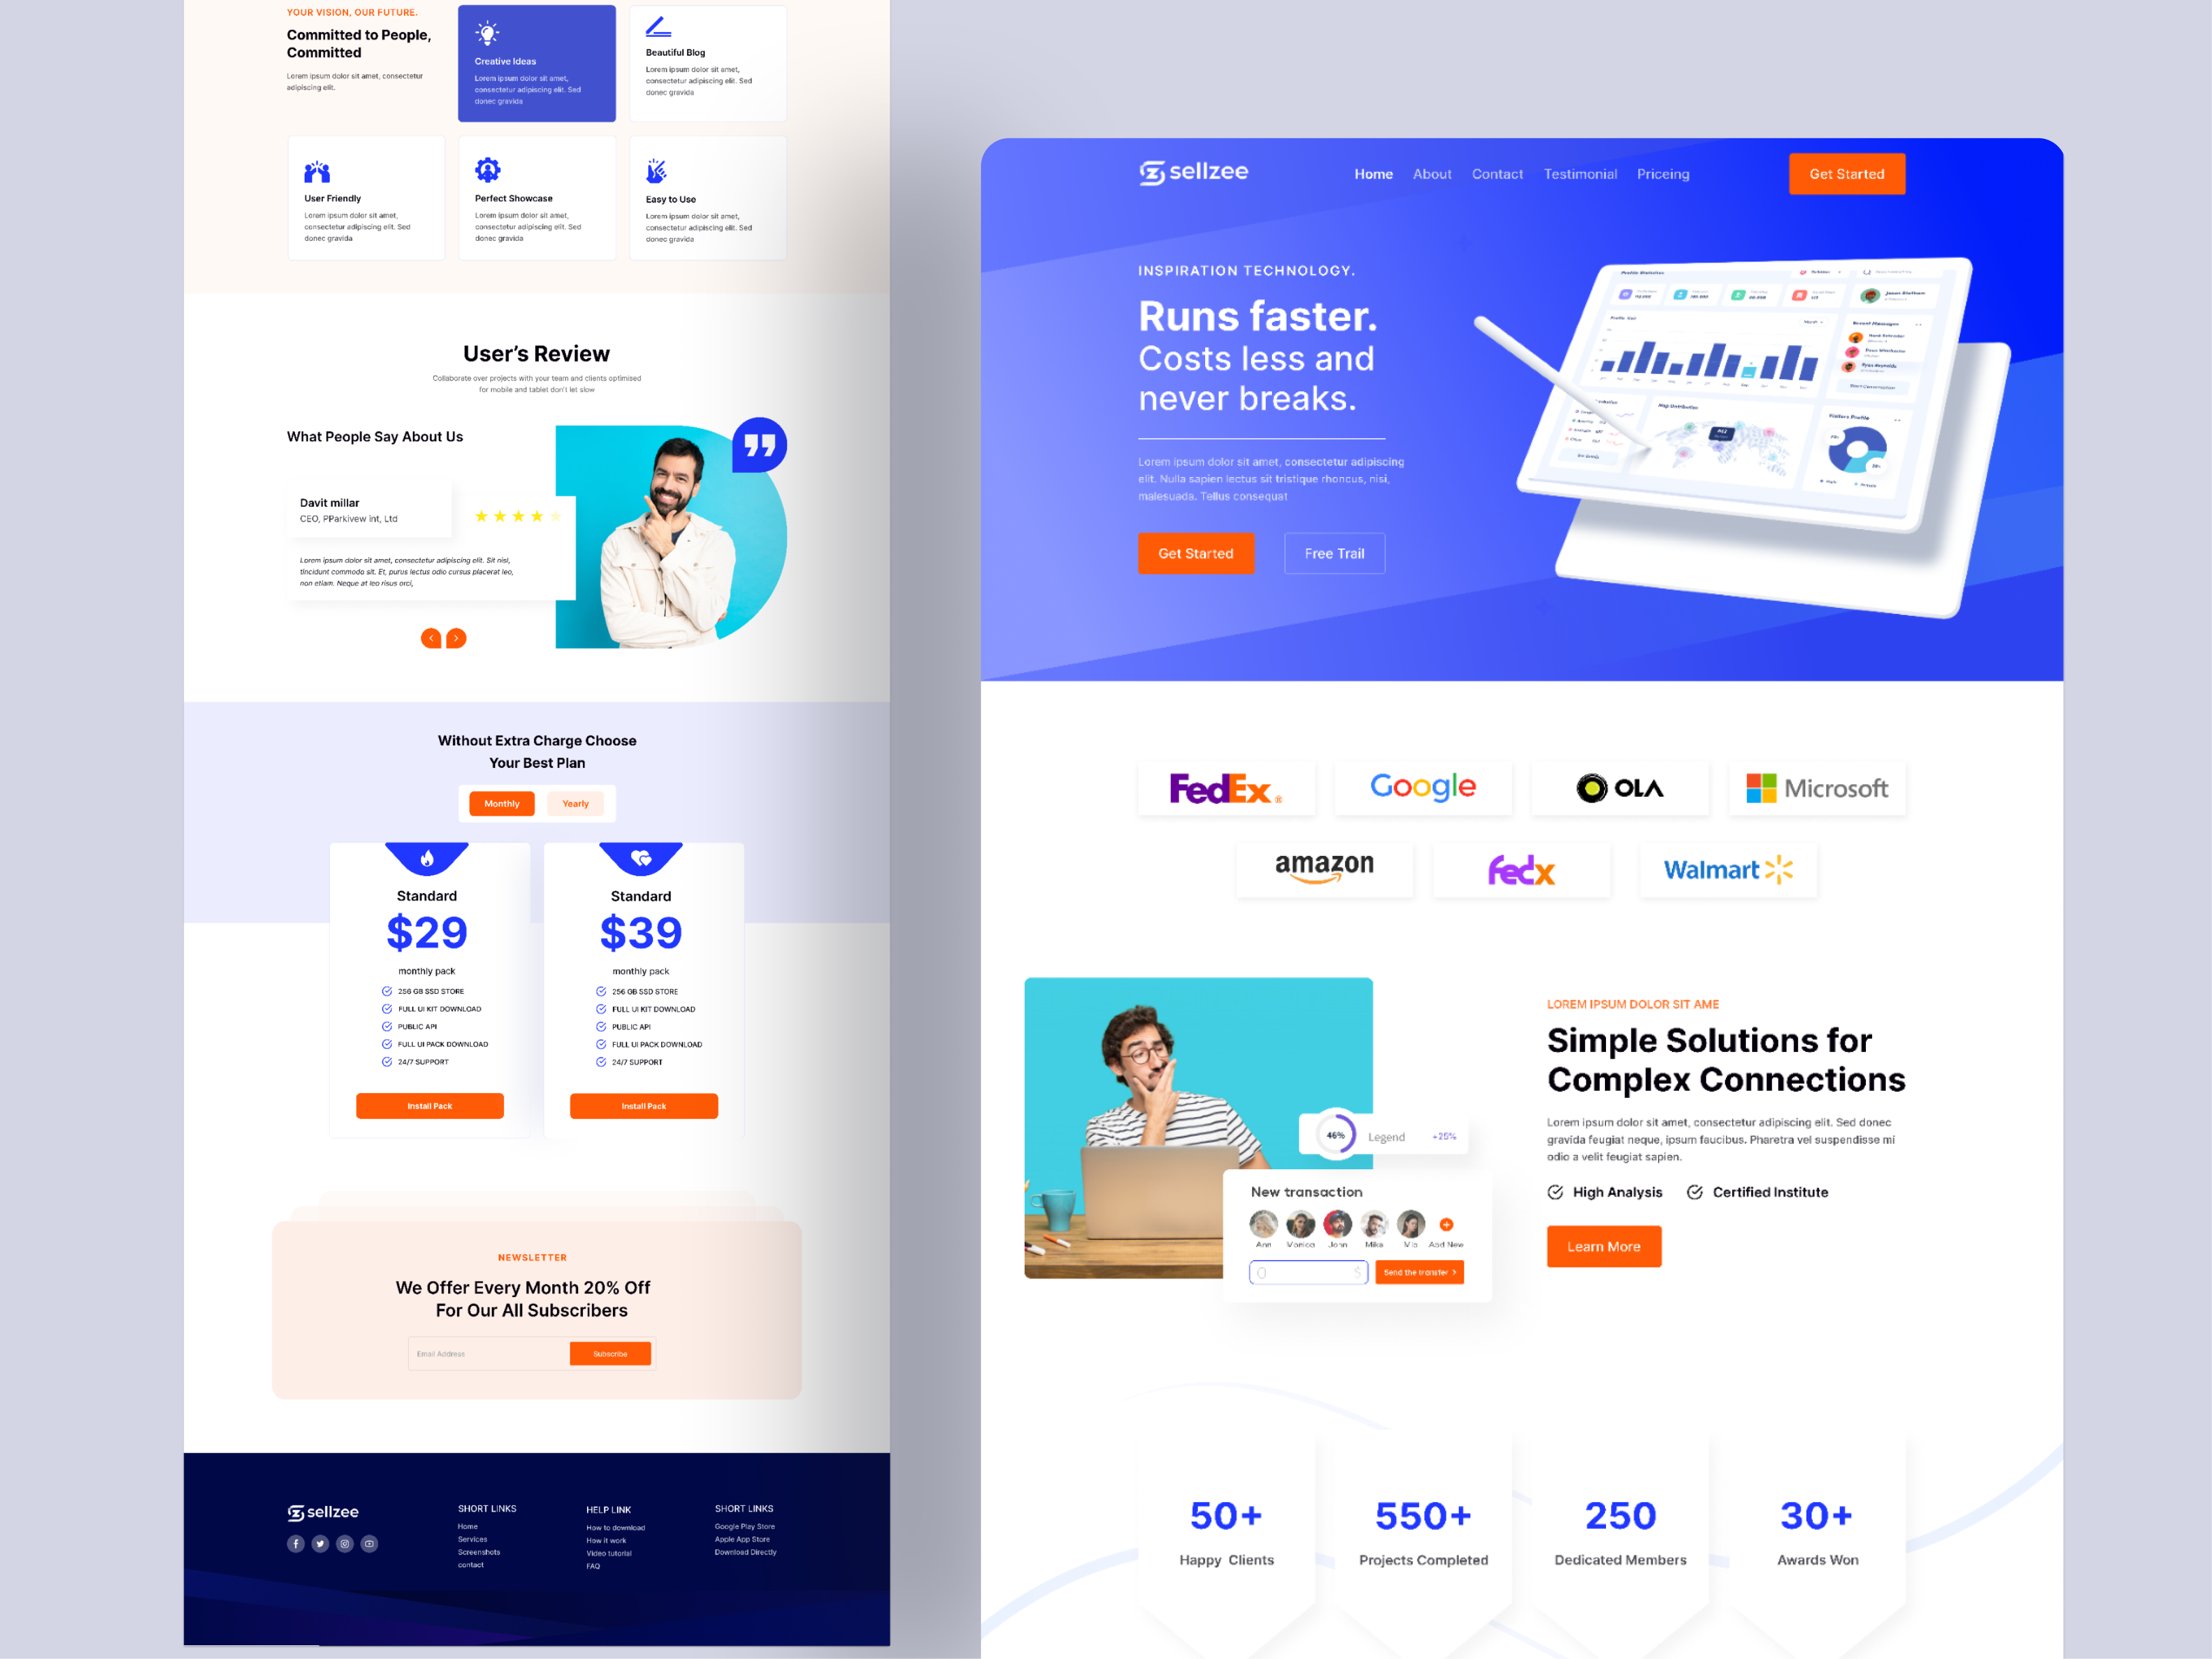 YOUR VISION, OUR FUTURE.
Committed to People,
Committed
Lorem ipsum dolor sit amet, consectetur
adipiscing elit.
Creative Ideas
Lorem ipsum dolor sit amet,
consectetur adipiscing elit. Sed
donec gravida
Beautiful Blog
Lorem ipsum dolor sit amet,
consectetur adipiscing elit. Sed
donec gravida
User Friendly
Lorem ipsum dolor sit amet,
consectetur adipiscing elit. Sed
donec gravida
Perfect Showcase
Lorem ipsum dolor sit amet,
consectetur adipiscing elit. Sed
donec gravida
Easy to Use
Lorem ipsum dolor sit amet,
consectetur adipiscing elit. Sed
donec gravida
User's Review
Collaborate over projects with your team and clients optimised
for mobile and tablet don't let slow
What People Say About Us
Davit millar
CEO, PParkivew int, Ltd
Lorem ipsum dolor sit amet, consectetur adipiscing elit. Sit nisl,
tincidunt commodo sit. Et, purus lectus odio cursus placerat leo,
non etiam. Neque at leo risus orci,
Without Extra Charge Choose
Your Best Plan
Monthly
Yearly
Standard
$29
monthly pack
256 GB SSD STORE
FULL UI KIT DOWNLOAD
PUBLIC API
FULL UI PACK DOWNLOAD
24/7 SUPPORT
Install Pack
Standard
$39
monthly pack
256 GB SSD STORE
FULL UI KIT DOWNLOAD
PUBLIC API
FULL UI PACK DOWNLOAD
24/7 SUPPORT
Install Pack
NEWSLETTER
We Offer Every Month 20% Off
For Our All Subscribers
Email Address
Subscribe
sellzee
SHORT LINKS
Home
Services
Screenshots
contact
HELP LINK
How to download
How it work
Video tutorial
FAQ
SHORT LINKS
Google Play Store
Apple App Store
Download Directly
sellzee
Home
About
Contact
Testimonial
Priceing
Get Started
INSPIRATION TECHNOLOGY.
Runs faster.
Costs less and
never breaks.
Lorem ipsum dolor sit amet, consectetur adipiscing
elit. Nulla sapien lectus sit tristique rhoncus, nisi,
malesuada. Tellus consequat
Get Started
Free Trail
Profile Statistics
Profile Visit
Recent Messages
Map Distribution
Visitors Profile
FedEx®
Google
OLA
Microsoft
amazon
fedx
Walmart
46%
Legend
+25%
New transaction
Ann
Monica
John
Mike
Mia
Add New
0
$
Send the transfer
LOREM IPSUM DOLOR SIT AME
Simple Solutions for
Complex Connections
Lorem ipsum dolor sit amet, consectetur adipiscing elit. Sed donec
gravida feugiat neque, ipsum faucibus. Pharetra vel suspendisse mi
odio a velit feugiat sapien.
High Analysis
Certified Institute
Learn More
50+
Happy Clients
550+
Projects Completed
250
Dedicated Members
30+
Awards Won